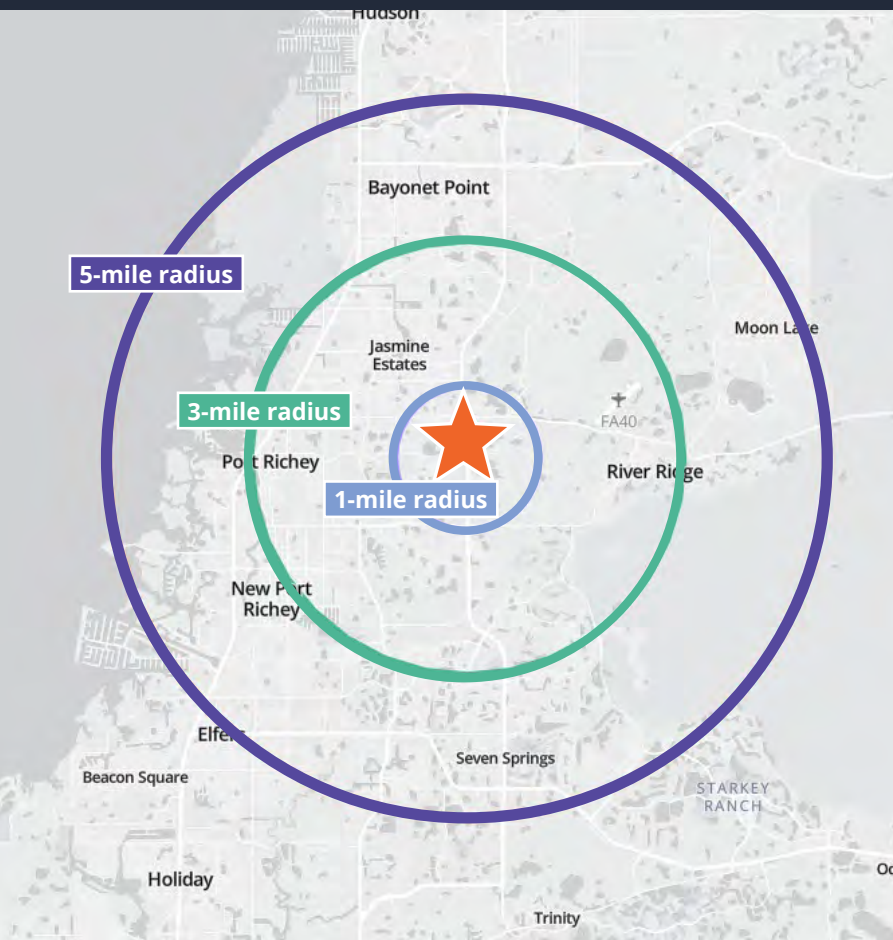 Hudson
Bayonet Point
5-mile radius
Moon Lake
Jasmine
Estates
3-mile radius
FA40
Port Richey
River Ridge
1-mile radius
New Port
Richey
Elfers
Seven Springs
Beacon Square
STARKEY
RANCH
Holiday
Trinity